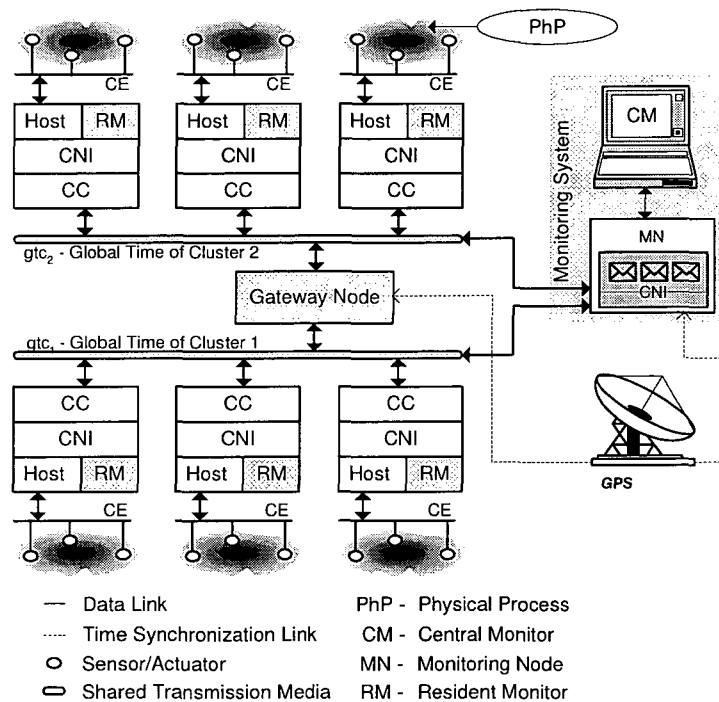 PhP
CE CE CE
Host RM Host RM Host RM
CNI CNI CNI
CC CC CC
gtc2 - Global Time of Cluster 2
Monitoring System
CM
MN
CNI
Gateway Node
gtc1 - Global Time of Cluster 1
CC CC CC
CNI CNI CNI
Host RM Host RM Host RM
CE CE CE
GPS
Data Link
Time Synchronization Link
Sensor/Actuator
Shared Transmission Media
PhP - Physical Process
CM - Central Monitor
MN - Monitoring Node
RM - Resident Monitor